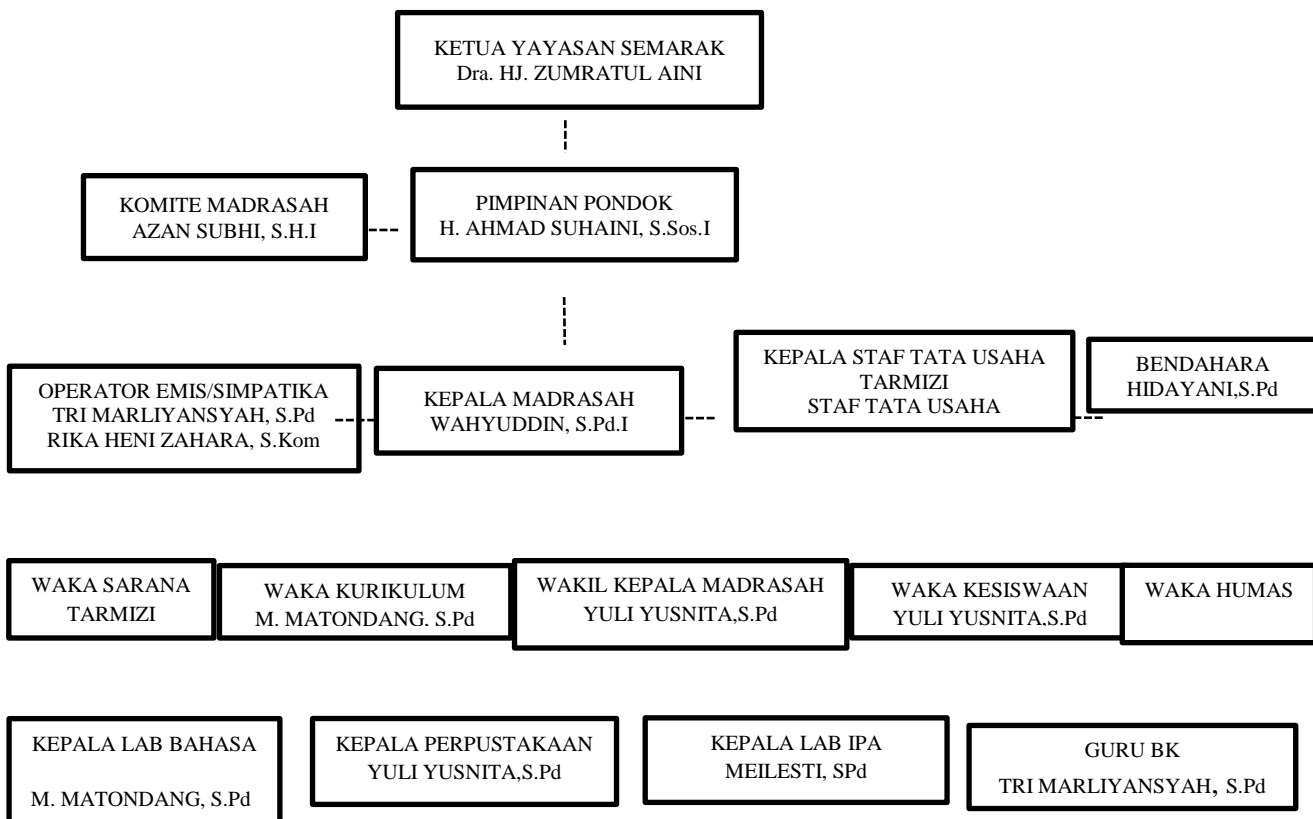 KETUA YAYASAN SEMARAK
Dra. HJ. ZUMRATUL AINI
KOMITE MADRASAH
AZAN SUBHI, S.H.I
PIMPINAN PONDOK
H. AHMAD SUHAINI, S.Sos.I
OPERATOR EMIS/SIMPATIKA
TRI MARLIYANSYAH, S.Pd
RIKA HENI ZAHARA, S.Kom
KEPALA MADRASAH
WAHYUDDIN, S.Pd.I
KEPALA STAF TATA USAHA
TARMIZI
STAF TATA USAHA
BENDAHARA
HIDAYANI,S.Pd
WAKA SARANA
TARMIZI
WAKA KURIKULUM
M. MATONDANG. S.Pd
WAKIL KEPALA MADRASAH
YULI YUSNITA,S.Pd
WAKA KESISWAAN
YULI YUSNITA.S.Pd
WAKA HUMAS
KEPALA LAB BAHASA
M. MATONDANG, S.Pd
KEPALA PERPUSTAKAAN
YULI YUSNITA,S.Pd
KEPALA LAB IPA
MEILESTI, SPd
GURU BK
TRI MARLIYANSYAH, S.Pd